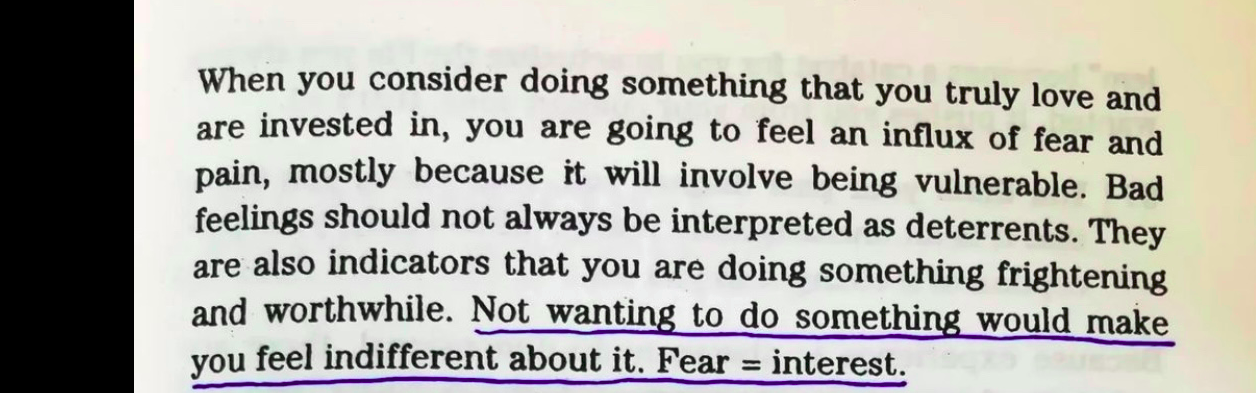 When you consider doing something that you truly love and
are invested in, you are going to feel an influx of fear and
pain, mostly because it will involve being vulnerable. Bad
feelings should not always be interpreted as deterrents. They
are also indicators that you are doing something frightening
and worthwhile. Not wanting to do something would make
you feel indifferent about it. Fear = interest.